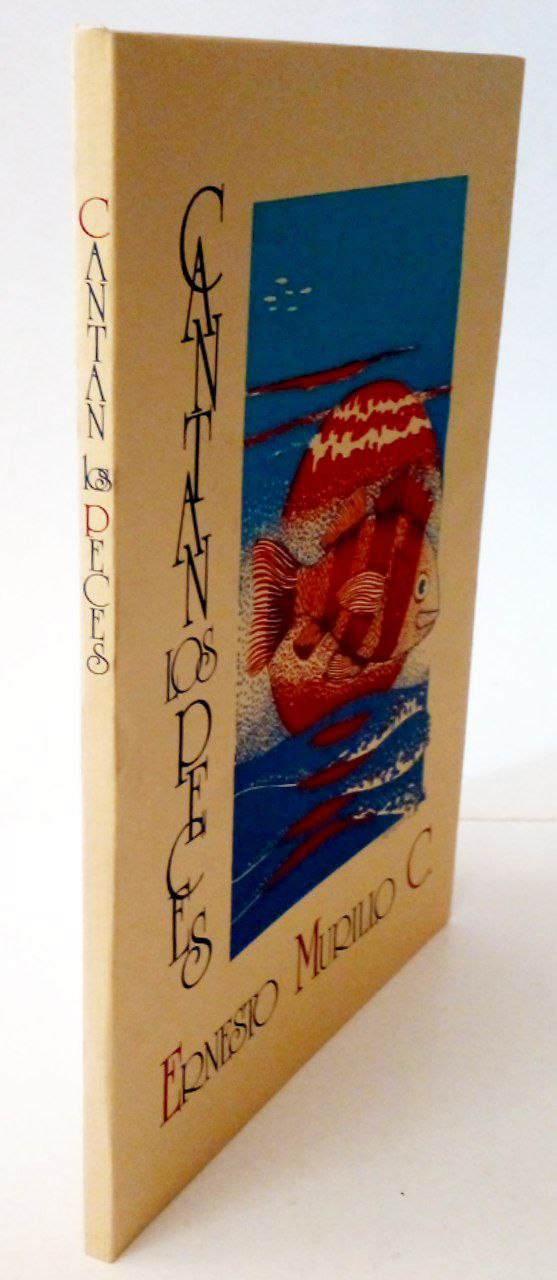 CANTAN los PECES
CANTAN LOS PECES
ERNESTO MURILLO C.